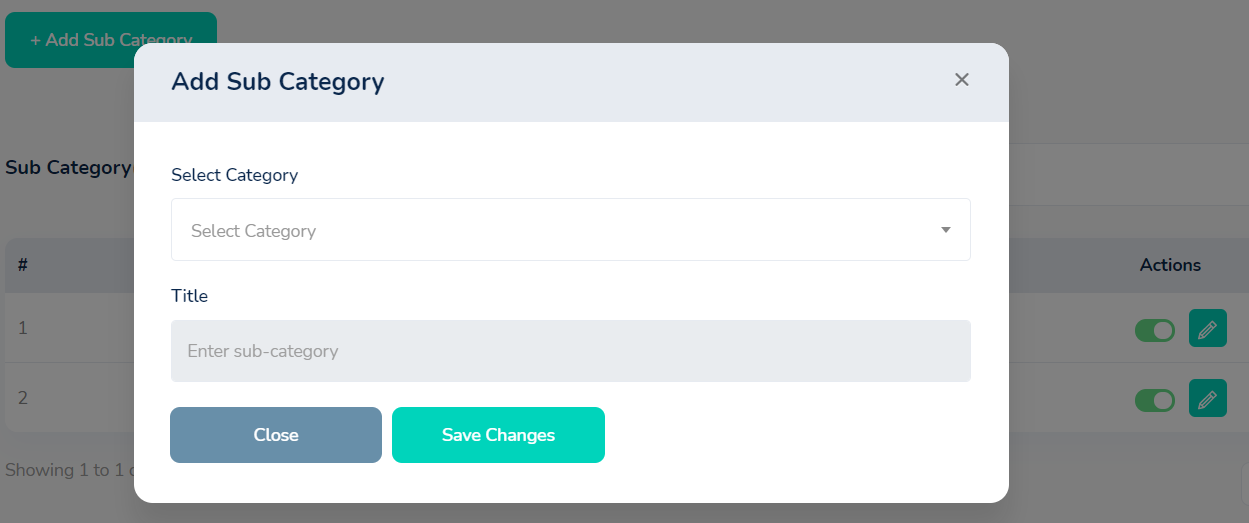 + Add Sub Category
Add Sub Category
Sub Category
Select Category
Select Category
#
Actions
Title
1
Enter sub-category
2
Close
Save Changes
Showing 1 to 1